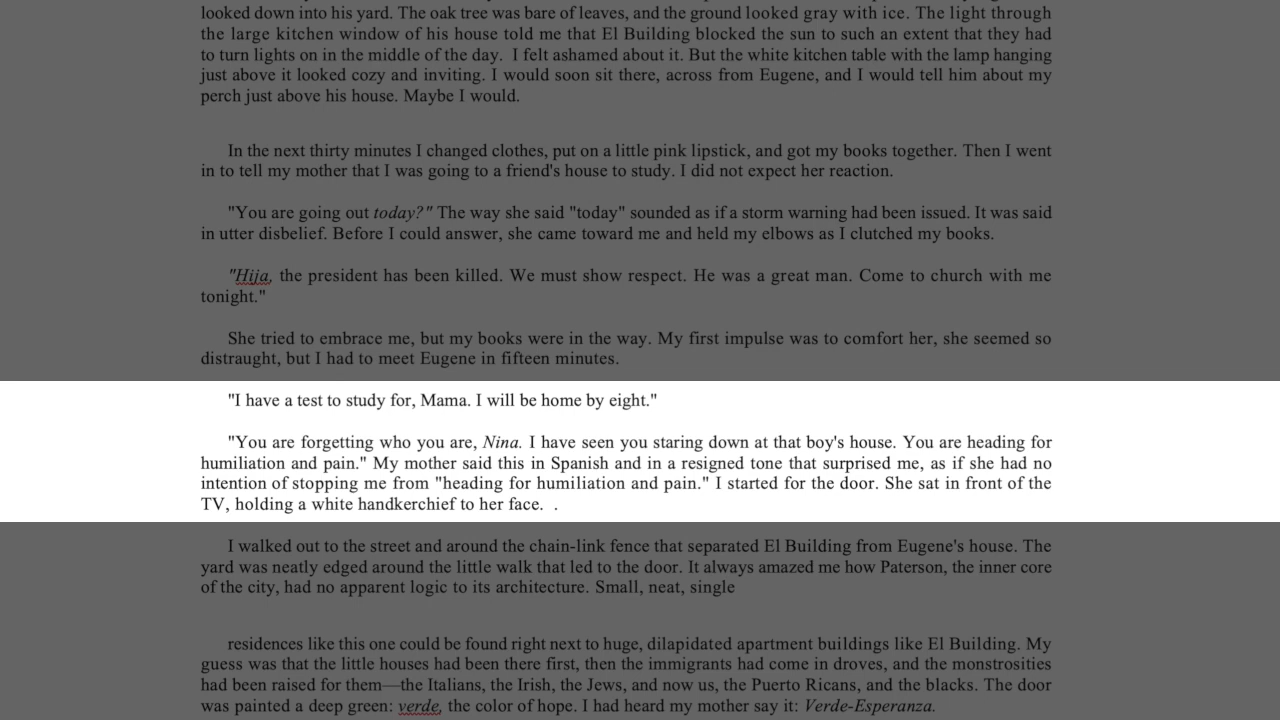 looked down into his yard. The oak tree was bare of leaves, and the ground looked gray with ice. The light through
the large kitchen window of his house told me that El Building blocked the sun to such an extent that they had
to turn lights on in the middle of the day.  I felt ashamed about it. But the white kitchen table with the lamp hanging
just above it looked cozy and inviting. I would soon sit there, across from Eugene, and I would tell him about my
perch just above his house. Maybe I would.
In the next thirty minutes I changed clothes, put on a little pink lipstick, and got my books together. Then I went
in to tell my mother that I was going to a friend's house to study. I did not expect her reaction.
"You are going out today?" The way she said "today" sounded as if a storm warning had been issued. It was said
in utter disbelief. Before I could answer, she came toward me and held my elbows as I clutched my books.
"Hija, the president has been killed. We must show respect. He was a great man. Come to church with me
tonight."
She tried to embrace me, but my books were in the way. My first impulse was to comfort her, she seemed so
distraught, but I had to meet Eugene in fifteen minutes.
"I have a test to study for, Mama. I will be home by eight."
"You are forgetting who you are, Nina. I have seen you staring down at that boy's house. You are heading for
humiliation and pain." My mother said this in Spanish and in a resigned tone that surprised me, as if she had no
intention of stopping me from "heading for humiliation and pain." I started for the door. She sat in front of the
TV, holding a white handkerchief to her face.  .
I walked out to the street and around the chain-link fence that separated El Building from Eugene's house. The
yard was neatly edged around the little walk that led to the door. It always amazed me how Paterson, the inner core
of the city, had no apparent logic to its architecture. Small, neat, single
residences like this one could be found right next to huge, dilapidated apartment buildings like El Building. My
guess was that the little houses had been there first, then the immigrants had come in droves, and the monstrosities
had been raised for them—the Italians, the Irish, the Jews, and now us, the Puerto Ricans, and the blacks. The door
was painted a deep green: verde, the color of hope. I had heard my mother say it: Verde-Esperanza.